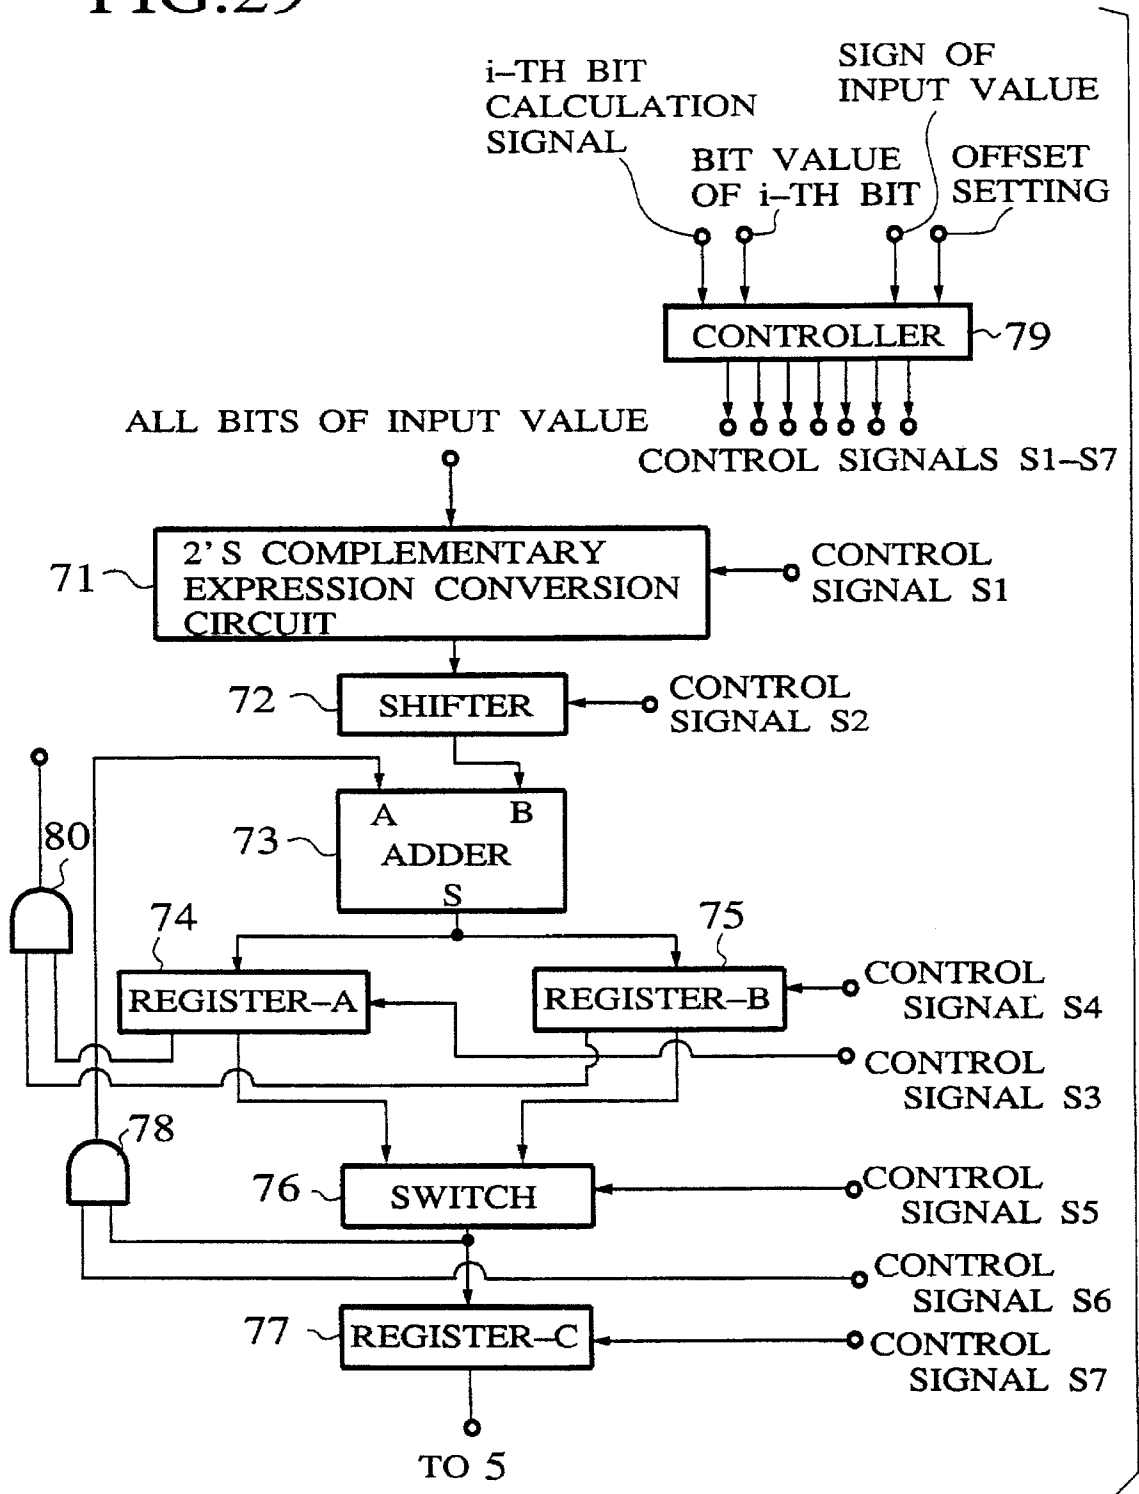 FIG.29
i–TH BIT
CALCULATION
SIGNAL
SIGN OF
INPUT VALUE
BIT VALUE
OF i–TH BIT
OFFSET
SETTING
CONTROLLER
79
ALL BITS OF INPUT VALUE
CONTROL SIGNALS S1–S7
71
2'S COMPLEMENTARY
EXPRESSION CONVERSION
CIRCUIT
CONTROL
SIGNAL S1
72
SHIFTER
CONTROL
SIGNAL S2
80
73
A B
ADDER
S
74
75
REGISTER–A
REGISTER–B
CONTROL
SIGNAL S4
CONTROL
SIGNAL S3
78
76
SWITCH
CONTROL
SIGNAL S5
CONTROL
SIGNAL S6
77
REGISTER–C
CONTROL
SIGNAL S7
TO 5